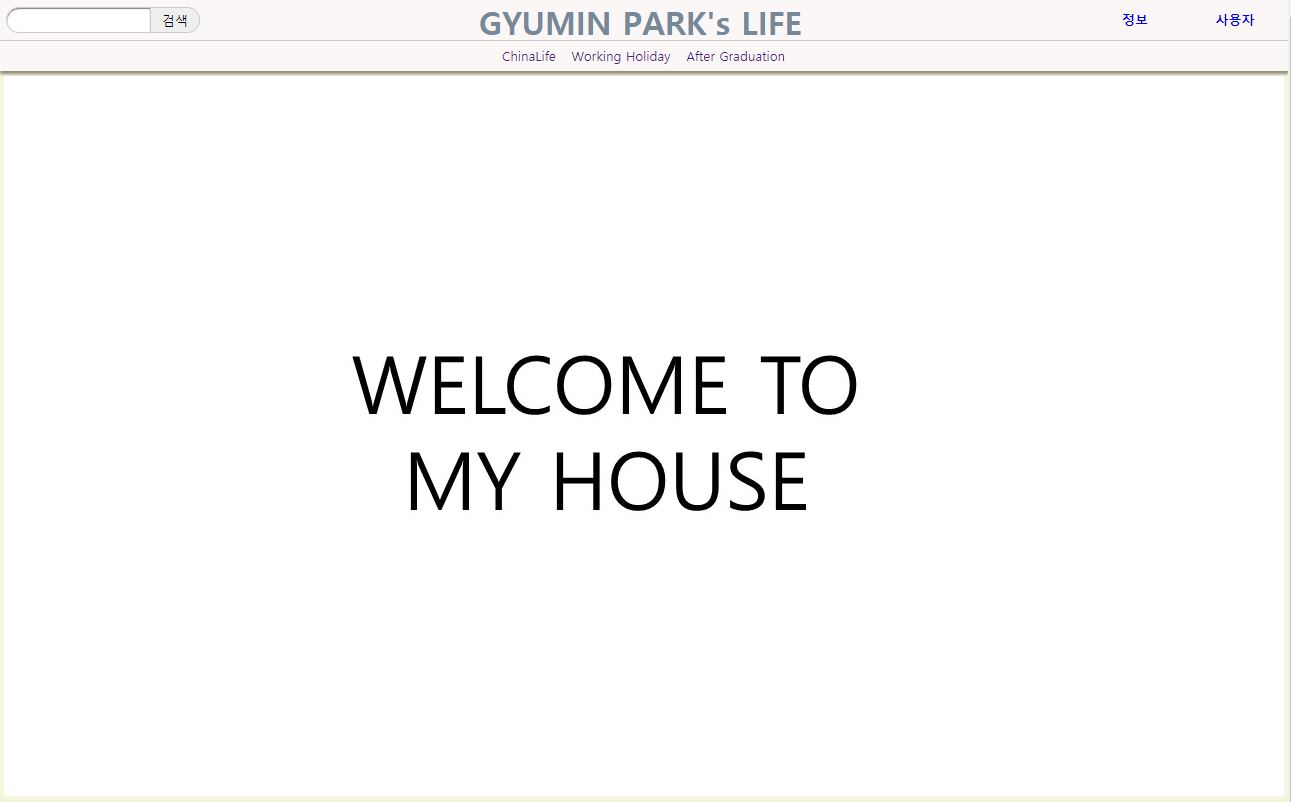 검색
GYUMIN PARK's LIFE
정보
사용자
ChinaLife Working Holiday After Graduation
WELCOME TO
MY HOUSE